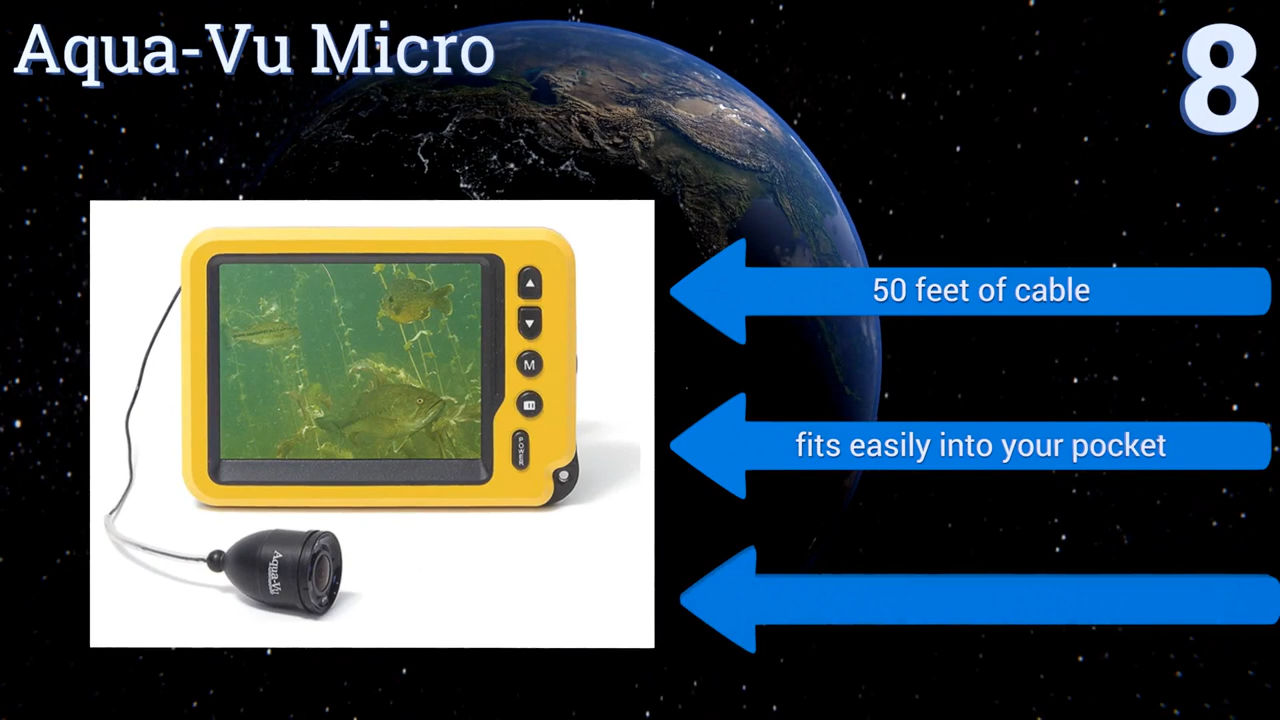 Aqua-Vu Micro
8
50 feet of cable
fits easily into your pocket
M
POWER
Aqua-Vu